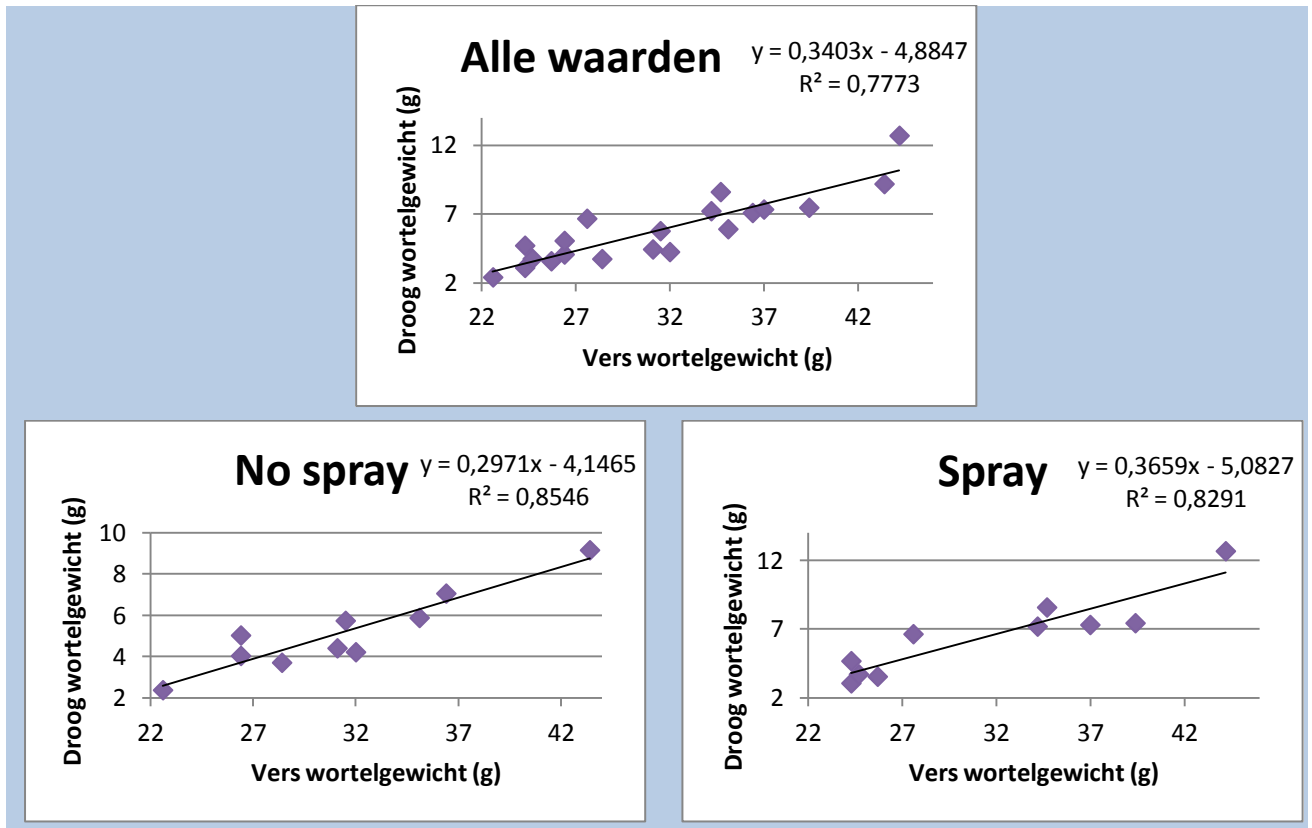 Alle waarden
y = 0,3403x - 4,8847
R² = 0,7773
Droog wortelgewicht (g)
12
7
2
22 27 32 37 42
Vers wortelgewicht (g)
No spray
y = 0,2971x - 4,1465
R² = 0,8546
Droog wortelgewicht (g)
10
8
6
4
2
22 27 32 37 42
Vers wortelgewicht (g)
Spray
y = 0,3659x - 5,0827
R² = 0,8291
Droog wortelgewicht (g)
12
7
2
22 27 32 37 42
Vers wortelgewicht (g)